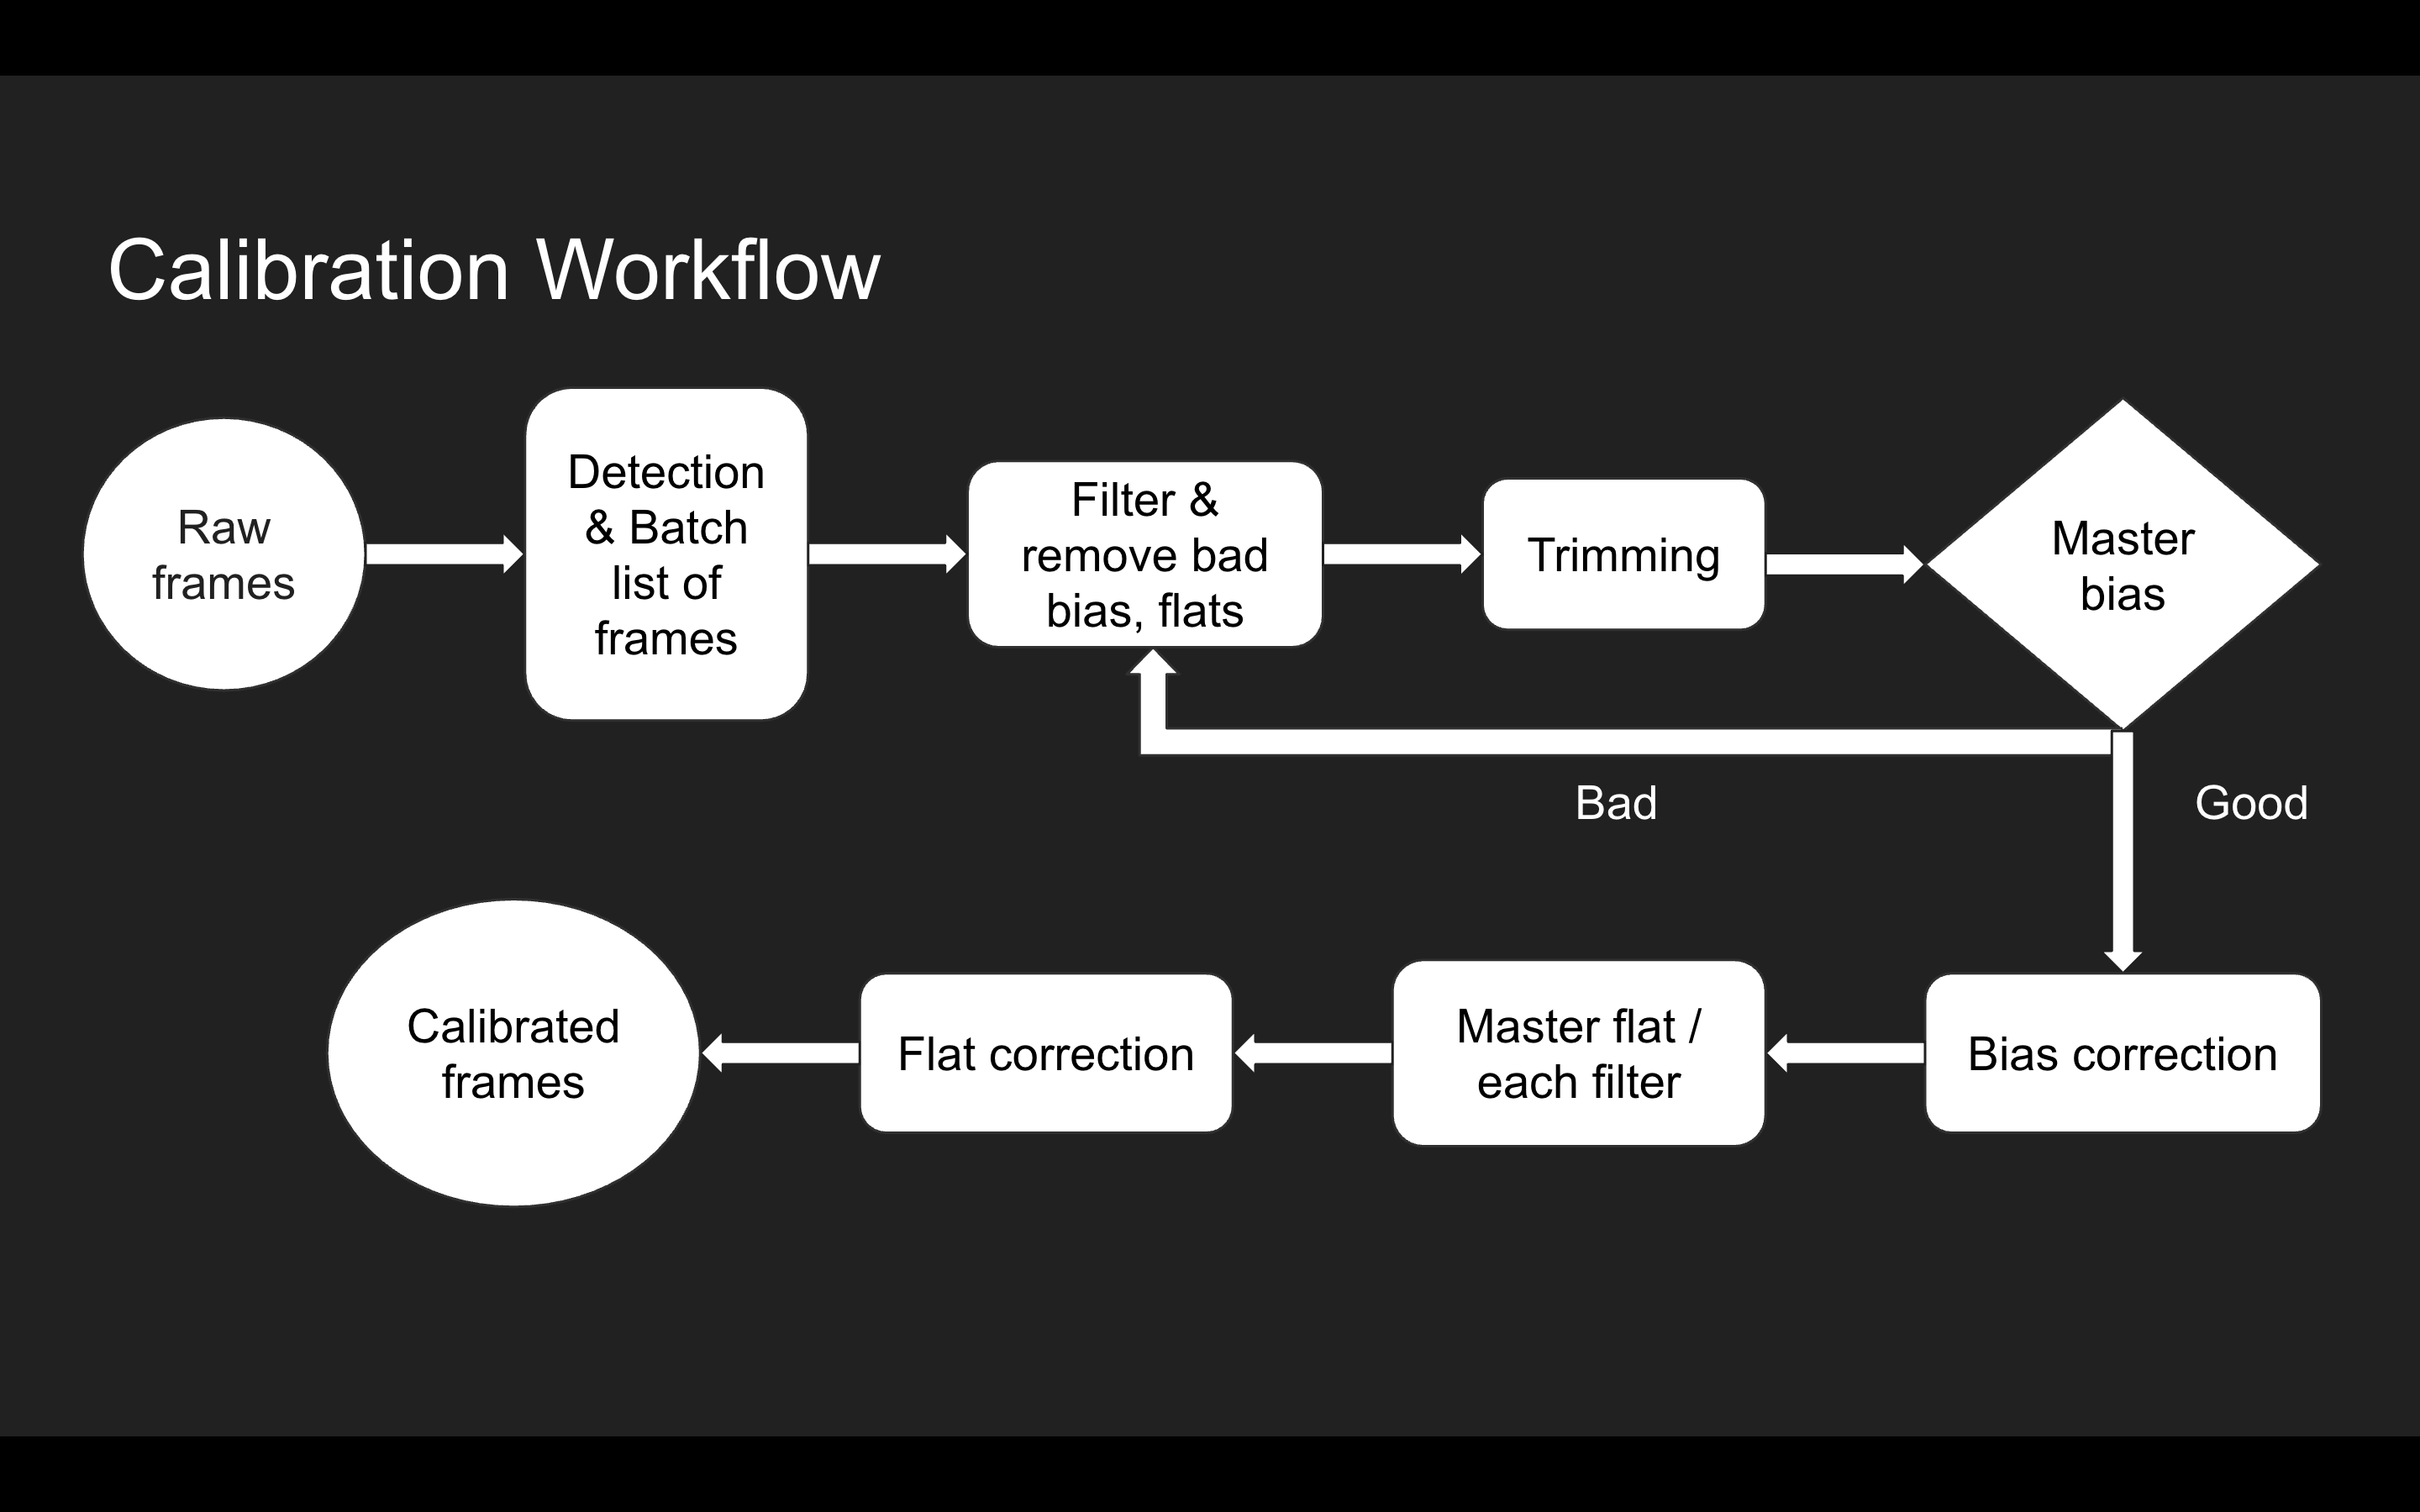 Calibration Workflow
Raw
frames
Detection
& Batch
list of
frames
Filter &
remove bad
bias, flats
Trimming
Master
bias
Bad
Good
Bias correction
Master flat /
each filter
Flat correction
Calibrated
frames